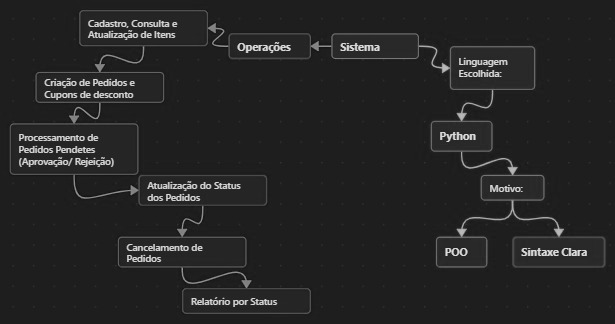 Cadastro, Consulta e
Atualização de Itens
Operações
Sistema
Linguagem
Escolhida:
Criação de Pedidos e
Cupons de desconto
Python
Processamento de
Pedidos Pendetes
(Aprovação/ Rejeição)
Motivo:
Atualização do Status
dos Pedidos
POO
Sintaxe Clara
Cancelamento de
Pedidos
Relatório por Status